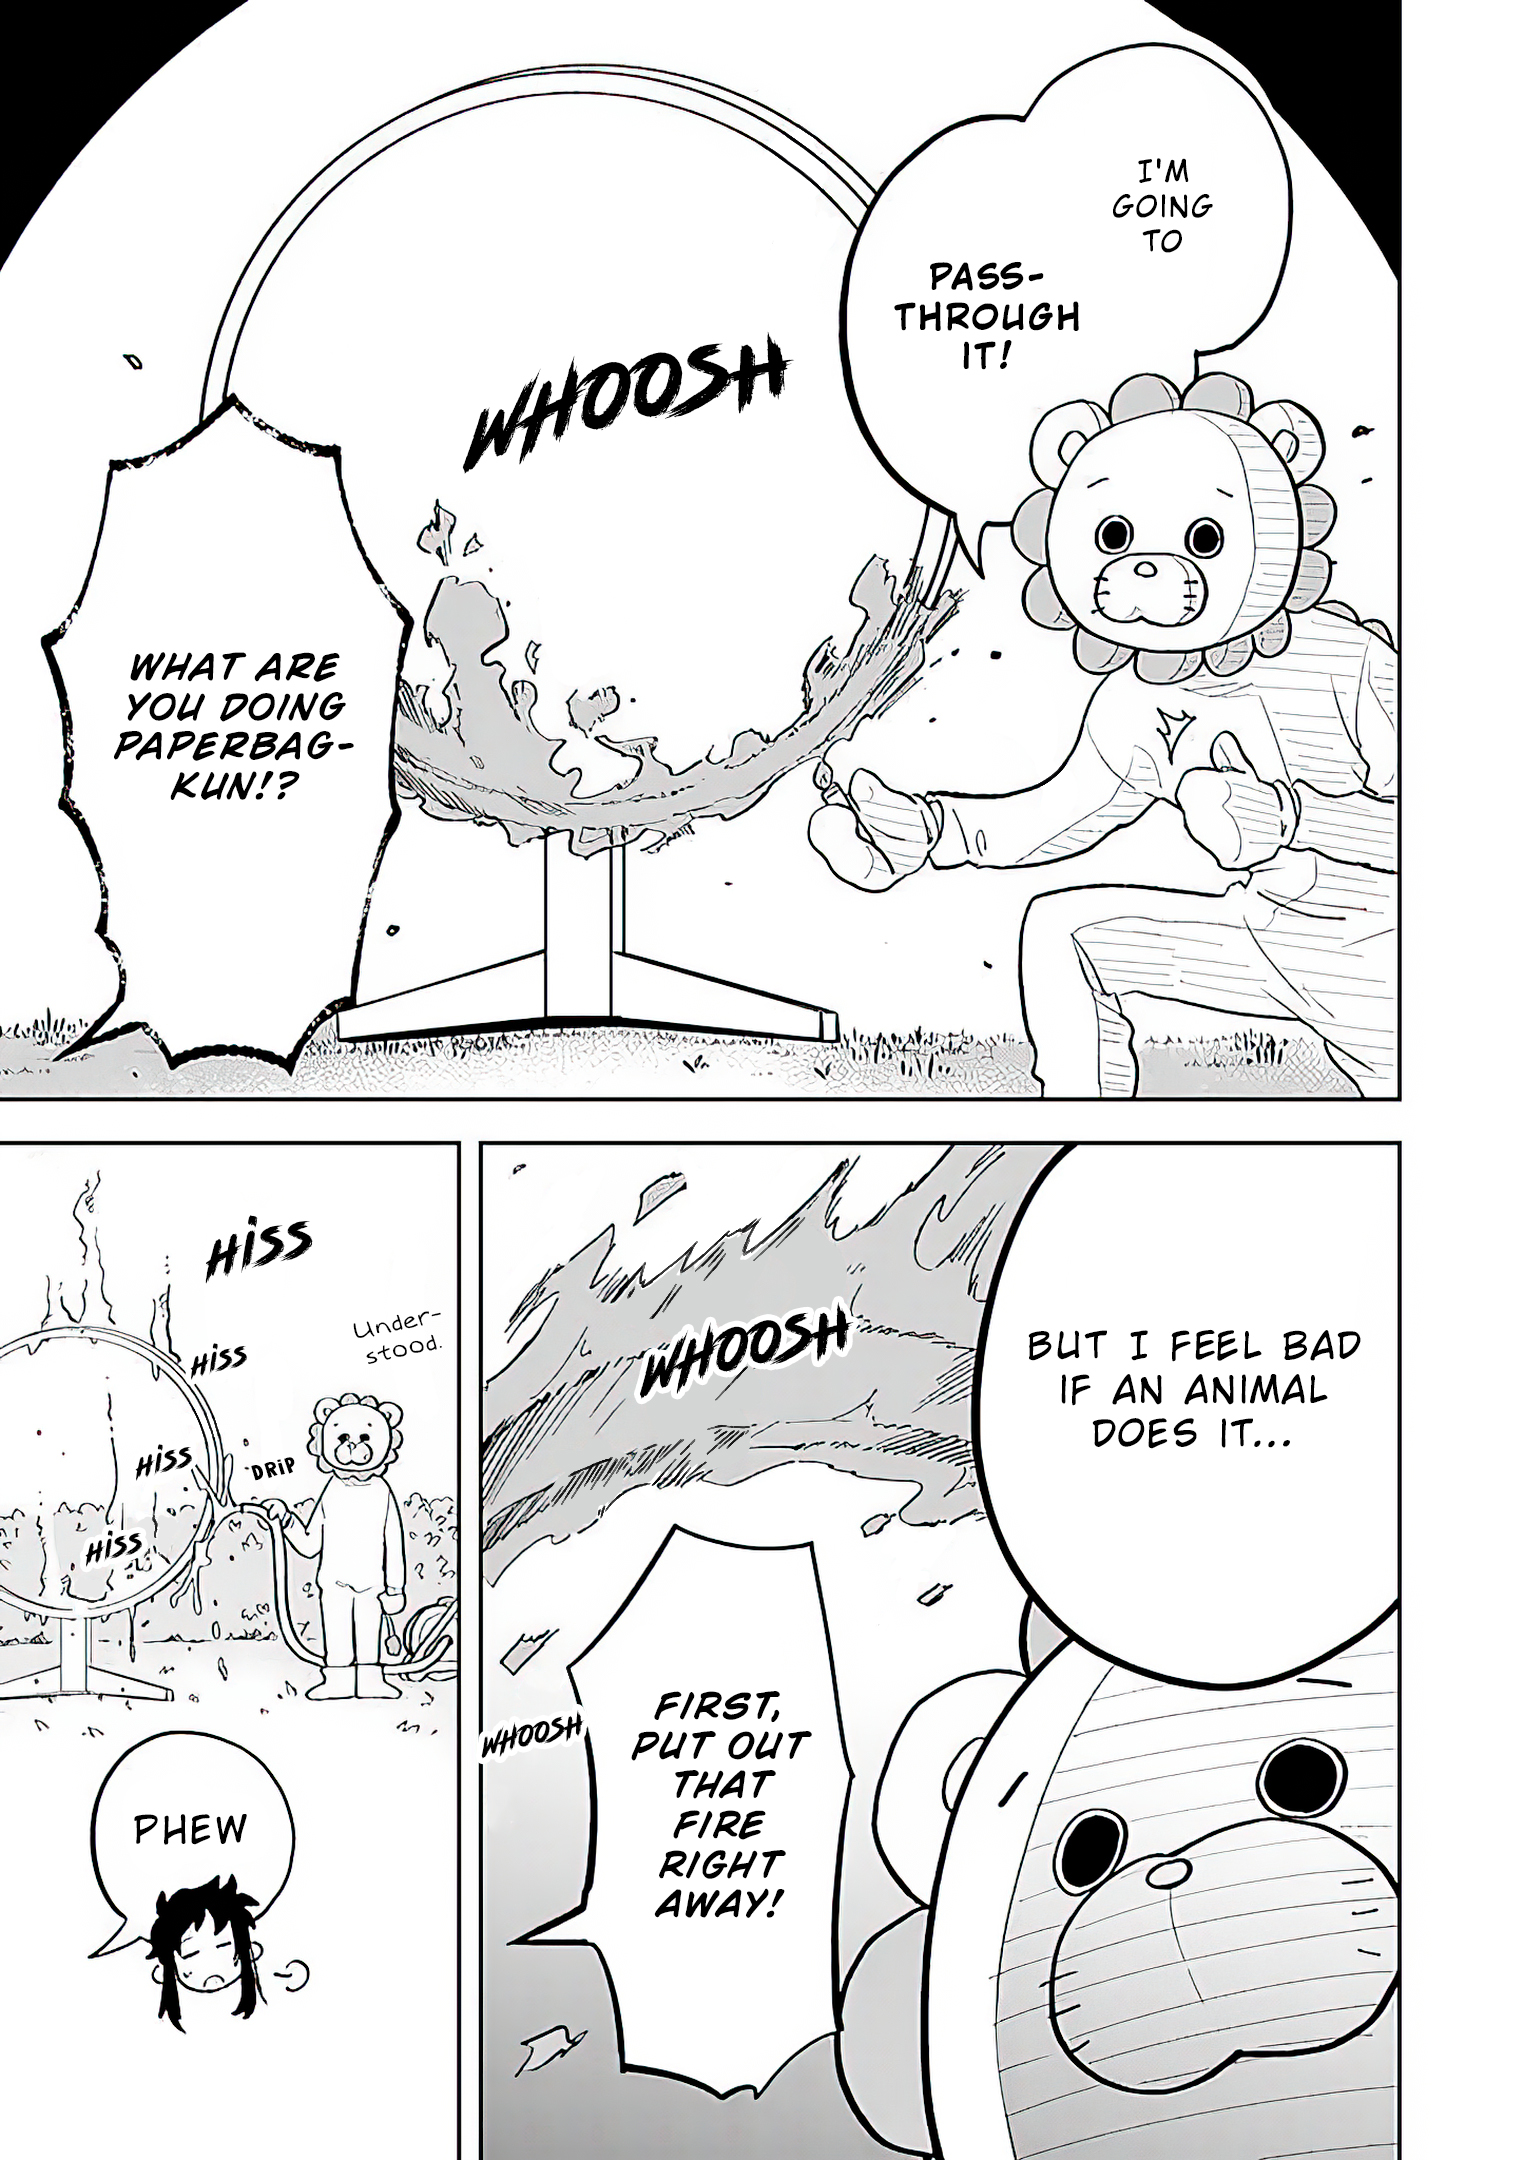 I'M
GOING
TO
PASS-
THROUGH
IT!
WHOOSH
WHAT ARE
YOU DOING
PAPERBAG-
KUN!?
BUT I FEEL BAD
IF AN ANIMAL
DOES IT...
WHOOSH
FIRST,
PUT OUT
THAT
FIRE
RIGHT
AWAY!
WHOOSH
HISS
Under-
stood.
HISS
HISS
DRIP
HISS
PHEW